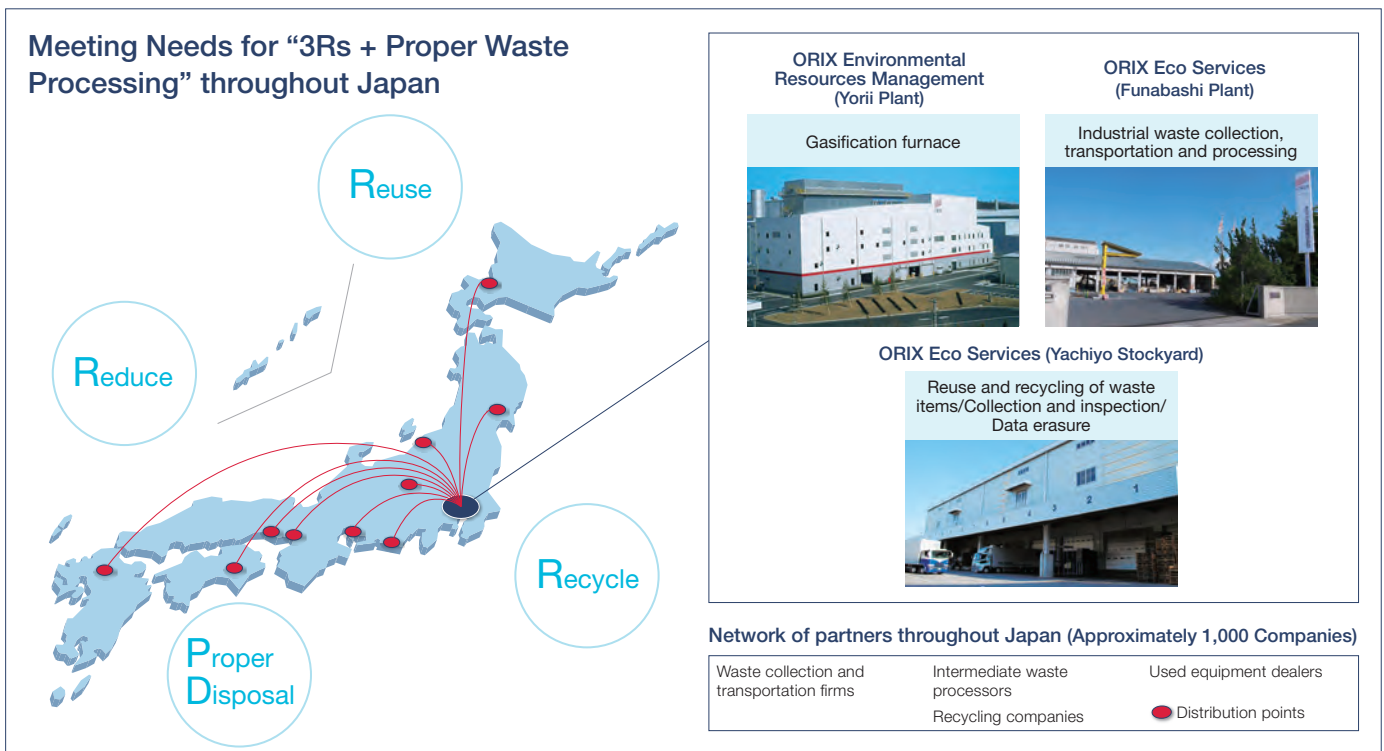 Meeting Needs for “3Rs + Proper Waste
Processing” throughout Japan
Reuse
Reduce
Recycle
Proper
Disposal
ORIX Environmental
Resources Management
(Yorii Plant)
Gasification furnace
ORIX Eco Services
(Funabashi Plant)
Industrial waste collection,
transportation and processing
ORIX Eco Services (Yachiyo Stockyard)
Reuse and recycling of waste
items/Collection and inspection/
Data erasure
3 2 1
Network of partners throughout Japan (Approximately 1,000 Companies)
Waste collection and
transportation firms
Intermediate waste
processors
Recycling companies
Used equipment dealers
Distribution points